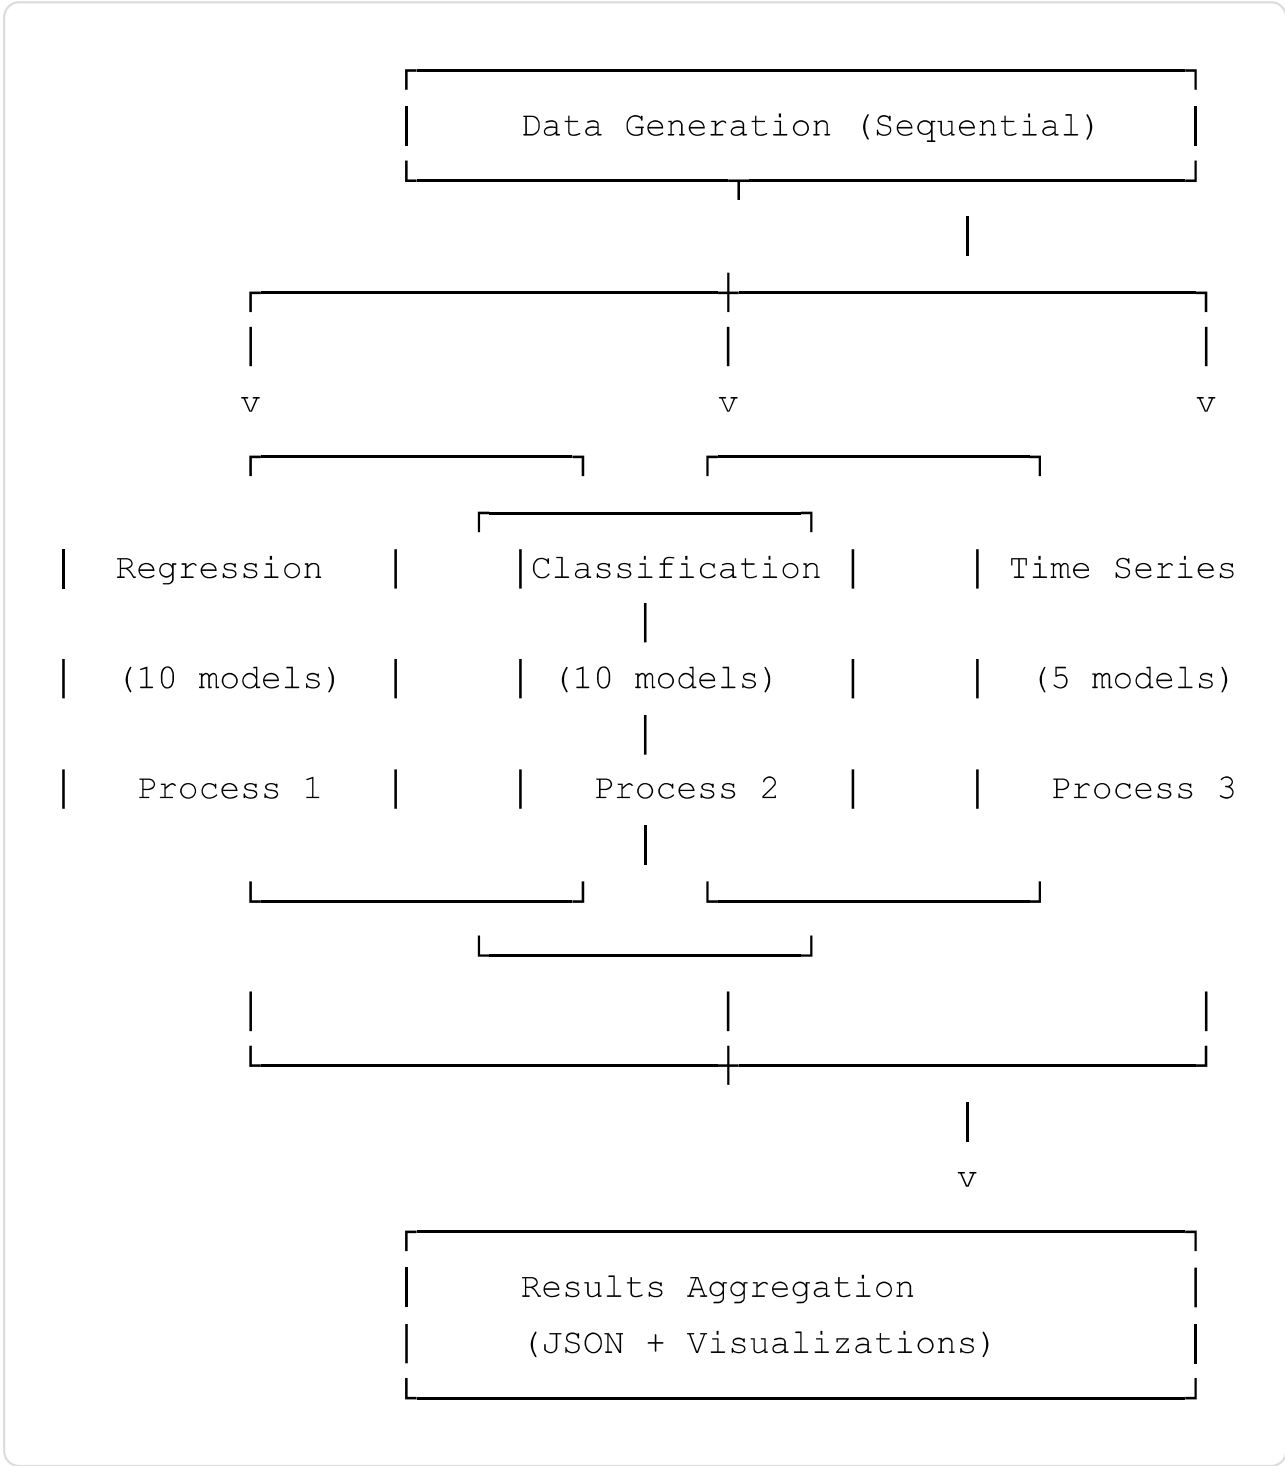 Data Generation (Sequential)
v v v
Regression Classification Time Series
(10 models) (10 models) (5 models)
Process 1 Process 2 Process 3
v
Results Aggregation
(JSON + Visualizations)